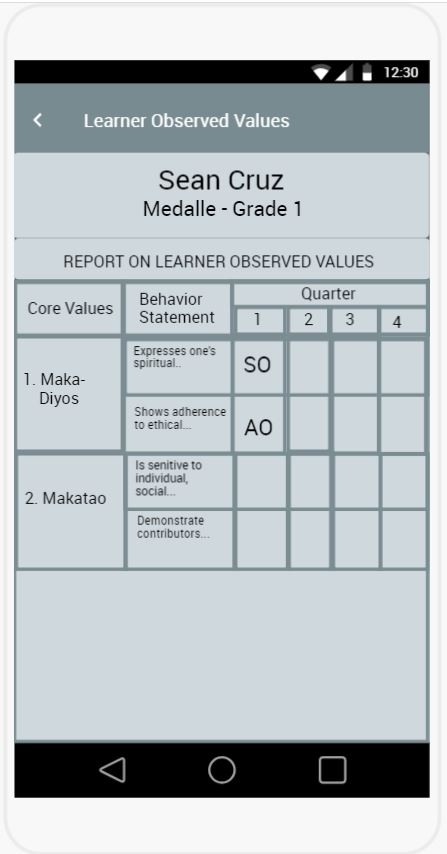 12:30
Learner Observed Values
Sean Cruz
Medalle - Grade 1
REPORT ON LEARNER OBSERVED VALUES
Core Values
Behavior
Statement
Quarter
1 2 3 4
1. Maka-
Diyos
Expresses one's
spiritual..
SO
Shows adherence
to ethical...
AO
2. Makatao
Is senitive to
individual,
social...
Demonstrate
contributors...